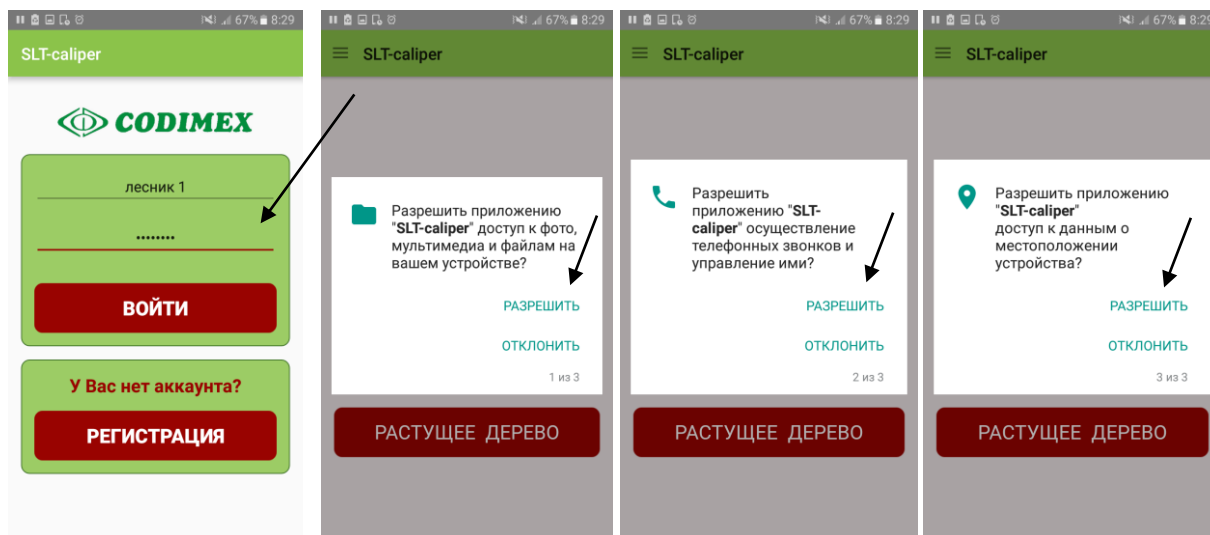 67% 8:29
SLT-caliper
CODIMEX
лесник 1
........
ВОЙТИ
У Вас нет аккаунта?
РЕГИСТРАЦИЯ
67% 8:29
SLT-caliper
Разрешить приложению
"SLT-caliper" доступ к фото,
мультимедиа и файлам на
вашем устройстве?
РАЗРЕШИТЬ
ОТКЛОНИТЬ
1 из 3
РАСТУЩЕЕ ДЕРЕВО
67% 8:29
SLT-caliper
Разрешить
приложению "SLT-
caliper" осуществление
телефонных звонков и
управление ими?
РАЗРЕШИТЬ
ОТКЛОНИТЬ
2 из 3
РАСТУЩЕЕ ДЕРЕВО
67% 8:29
SLT-caliper
Разрешить приложению
"SLT-caliper"
доступ к данным о
местоположении
устройства?
РАЗРЕШИТЬ
ОТКЛОНИТЬ
3 из 3
РАСТУЩЕЕ ДЕРЕВО